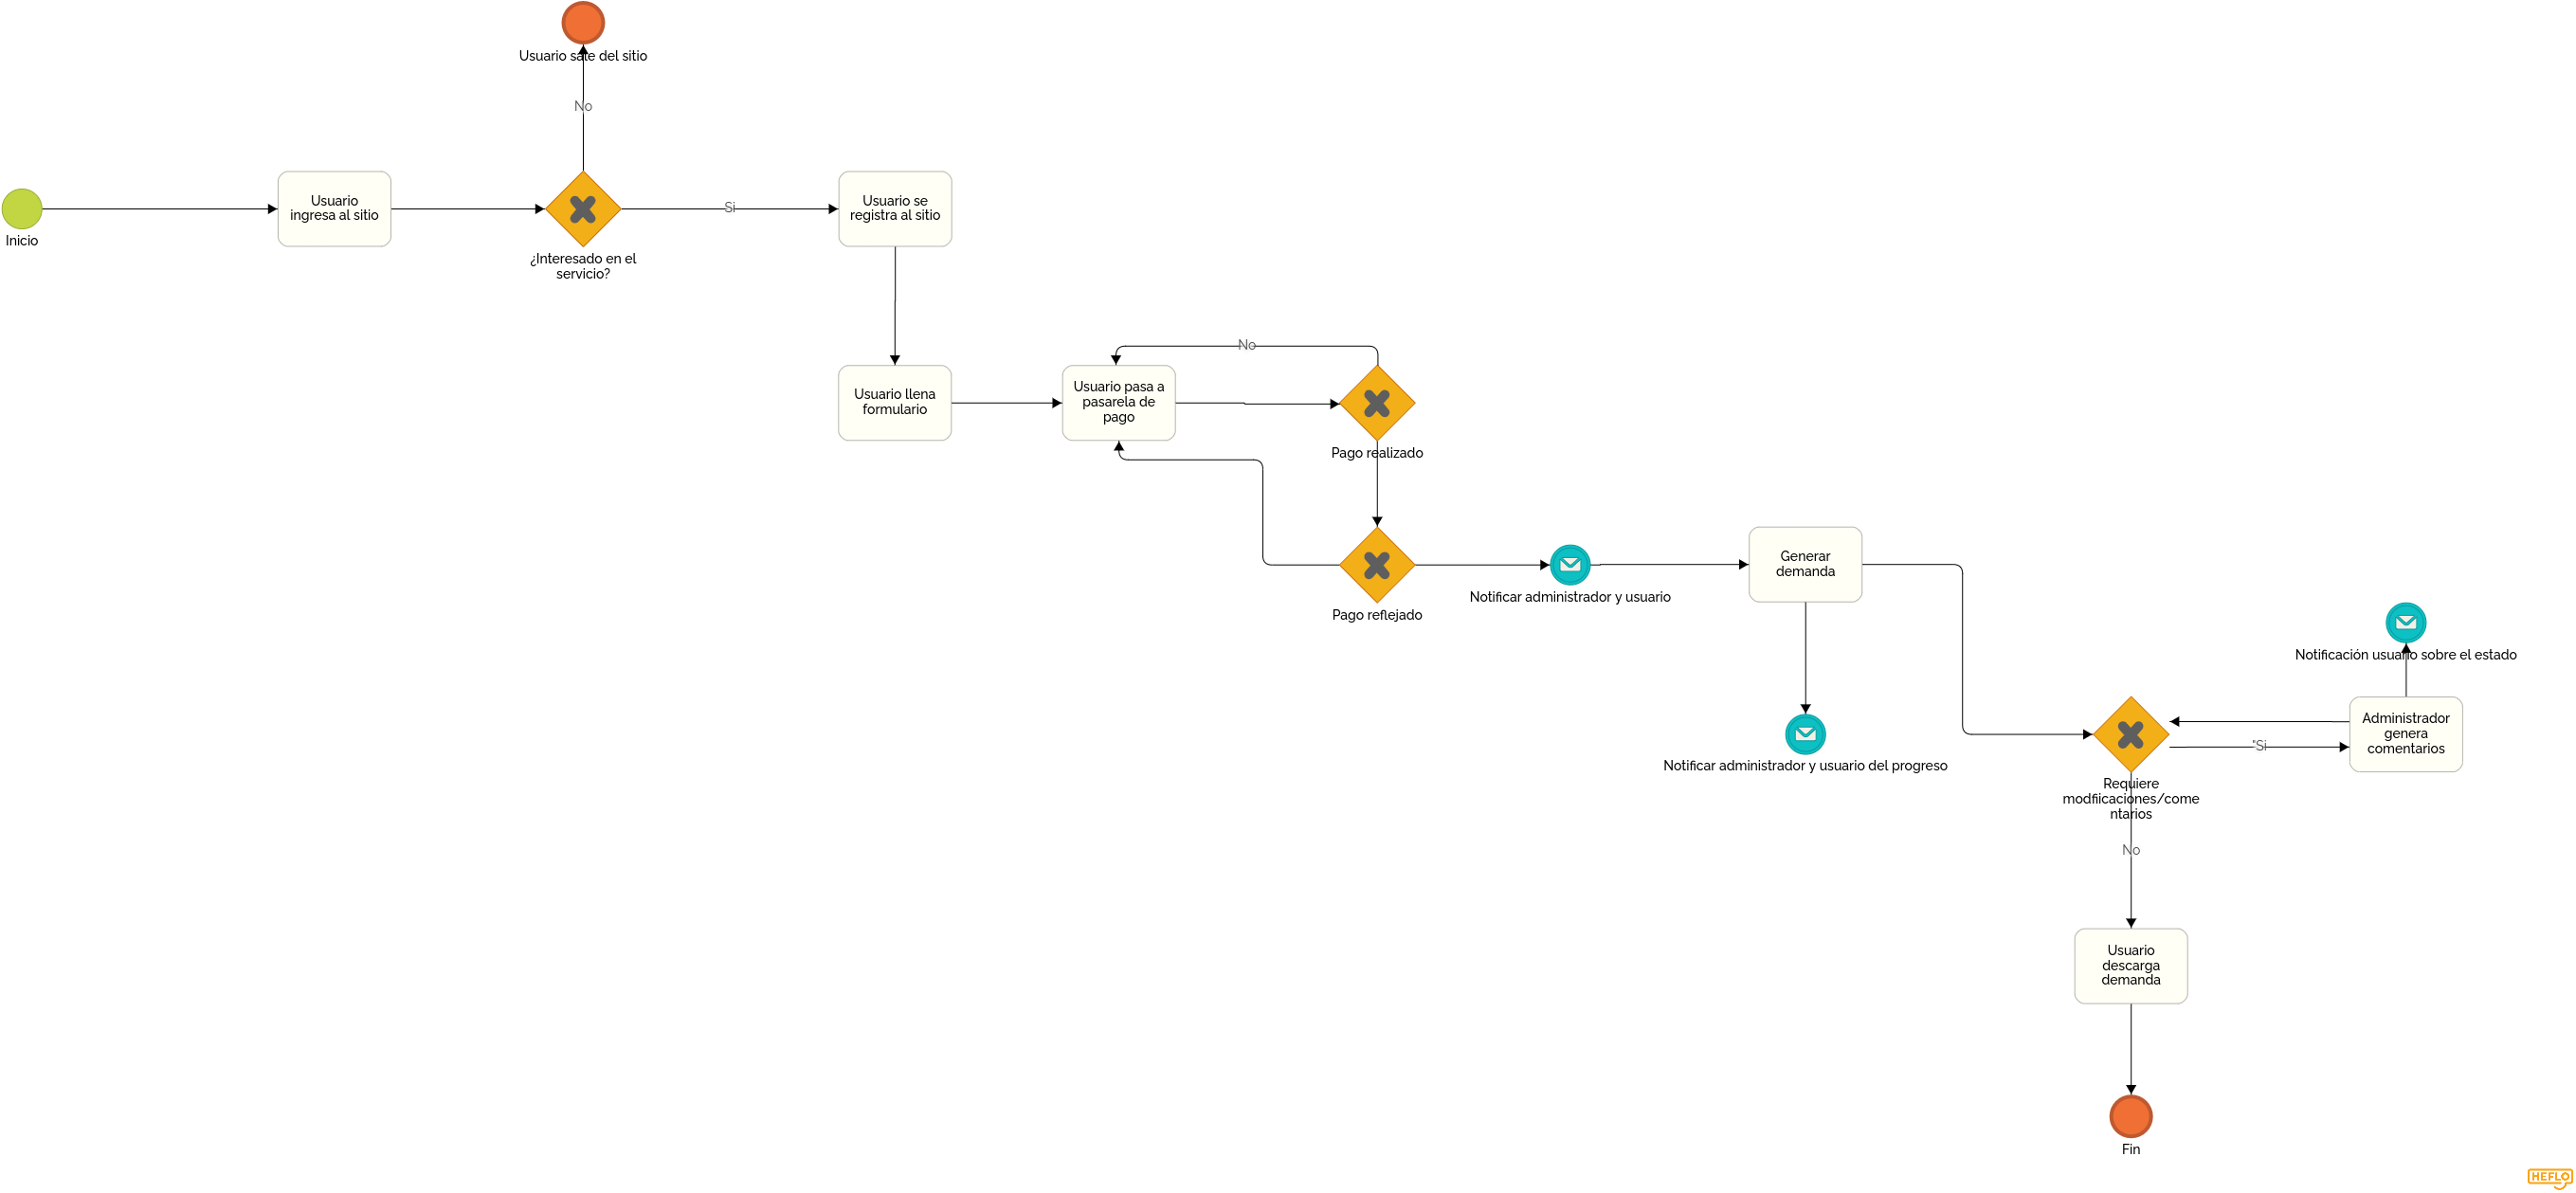 Usuario sale del sitio
No
Usuario
ingresa al sitio
Si
Usuario se
registra al sitio
Inicio
¿Interesado en el
servicio?
No
Usuario llena
formulario
Usuario pasa a
pasarela de
pago
Pago realizado
Generar
demanda
Notificar administrador y usuario
Pago reflejado
Notificación usuario sobre el estado
Administrador
genera
comentarios
"Si
Notificar administrador y usuario del progreso
Requiere
modfiicaciones/come
ntarios
No
Usuario
descarga
demanda
Fin
HEFLO